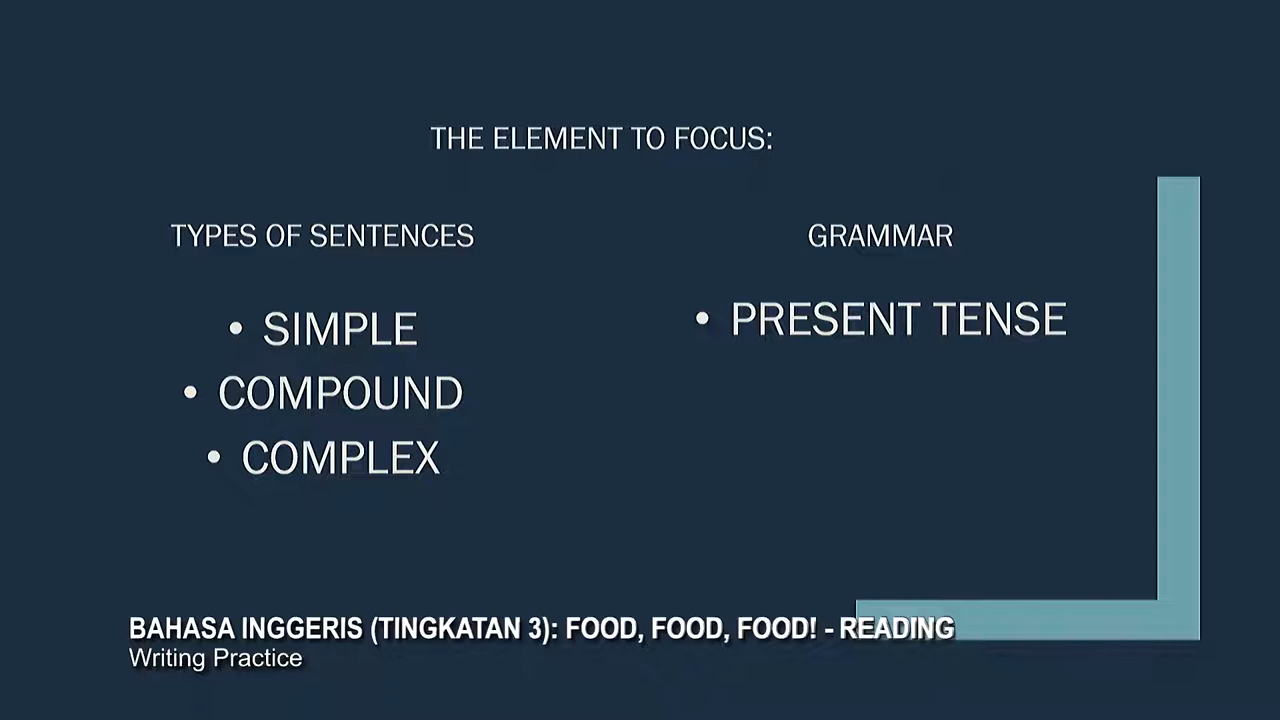 THE ELEMENT TO FOCUS:
TYPES OF SENTENCES
• SIMPLE
• COMPOUND
• COMPLEX
GRAMMAR
• PRESENT TENSE
BAHASA INGGERIS (TINGKATAN 3): FOOD, FOOD, FOOD! - READING
Writing Practice